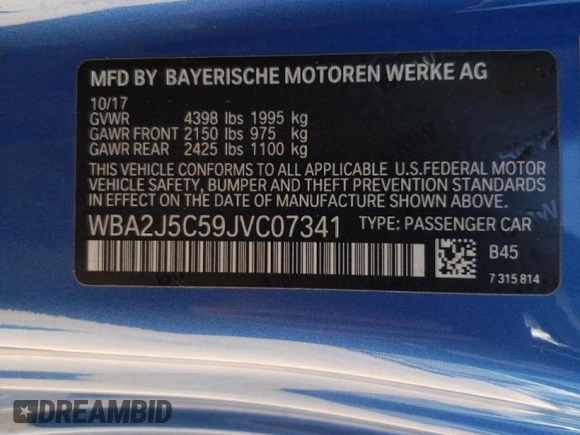 MFD BY BAYERISCHE MOTOREN WERKE AG
10/17
GVWR 4398 lbs 1995 kg
GAWR FRONT 2150 lbs 975 kg
GAWR REAR 2425 lbs 1100 kg
THIS VEHICLE CONFORMS TO ALL APPLICABLE U.S.FEDERAL MOTOR
VEHICLE SAFETY, BUMPER AND THEFT PREVENTION STANDARDS
IN EFFECT ON THE DATE OF MANUFACTURE SHOWN ABOVE.
WBA2J5C59JVC07341 TYPE: PASSENGER CAR
B45
7 315 814
DREAMBID